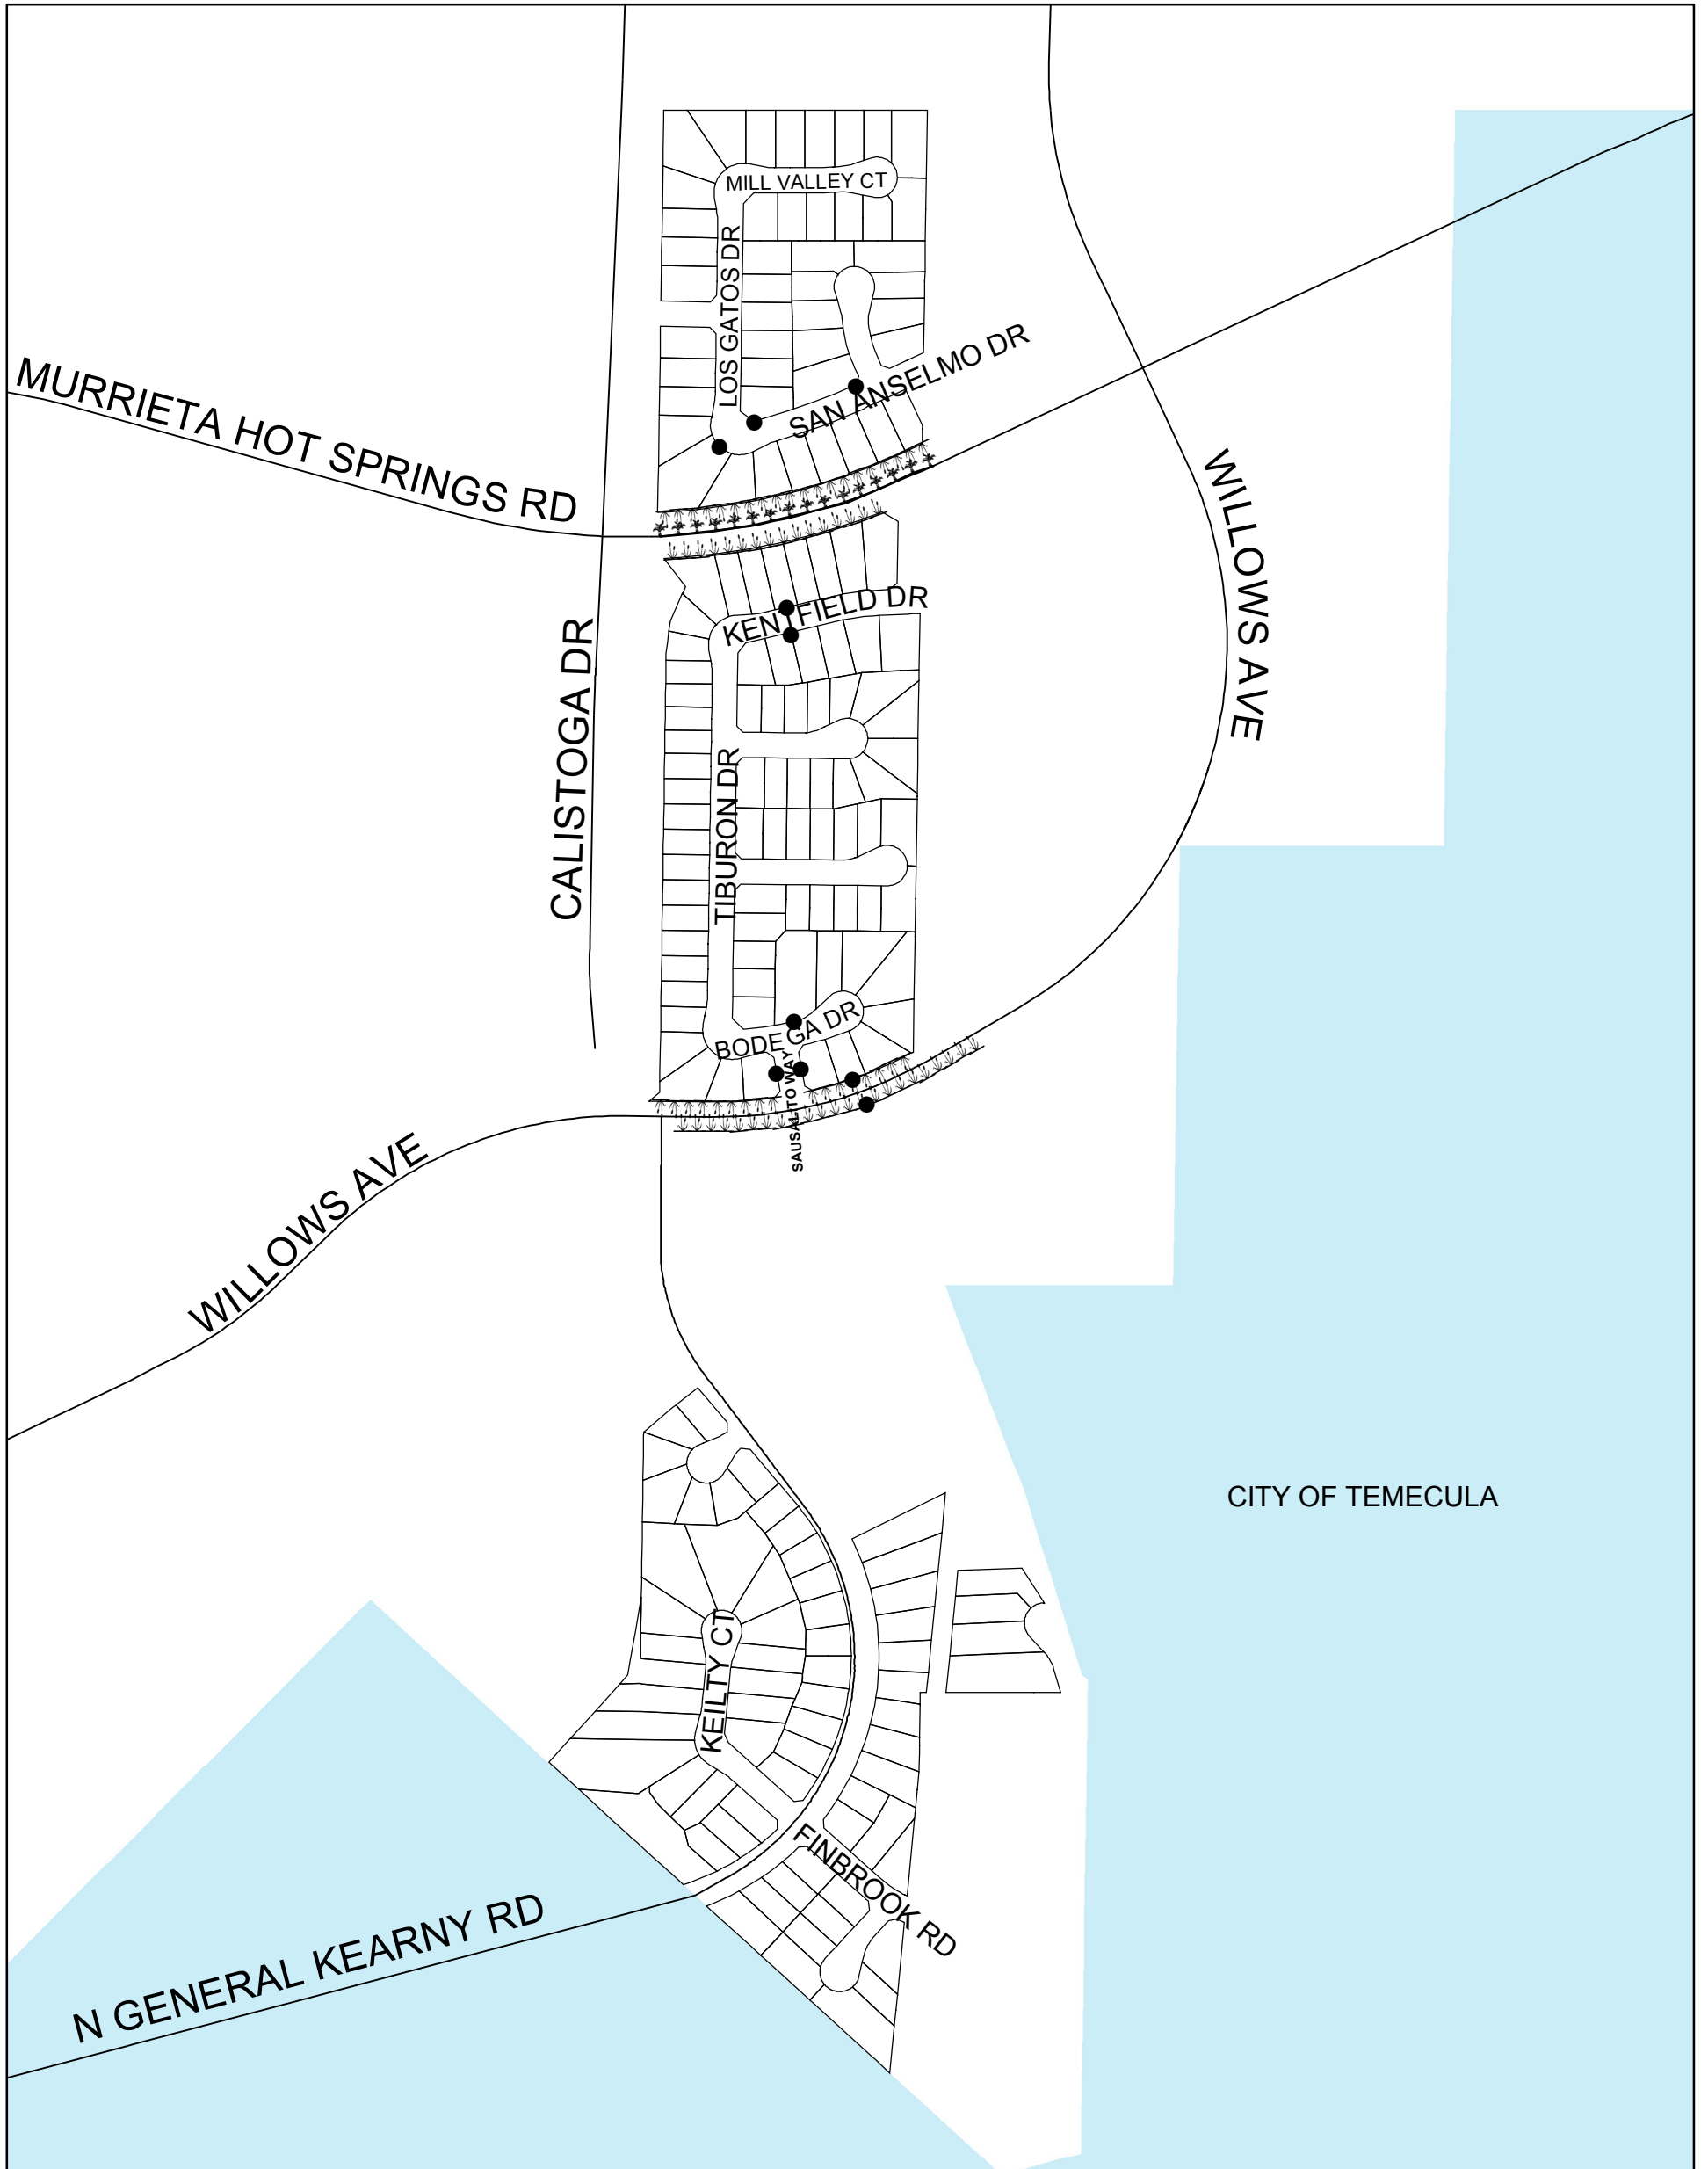 MILL VALLEY CT
LOS GATOS DR
SAN ANSELMO DR
MURRIETA HOT SPRINGS RD
WILLOWS AVE
KENTFIELD DR
CALISTOGA DR
TIBURON DR
BODEGA DR
SAUSALITO WAY
WILLOWS AVE
CITY OF TEMECULA
KEILTY CT
FINBROOK RD
N GENERAL KEARNY RD